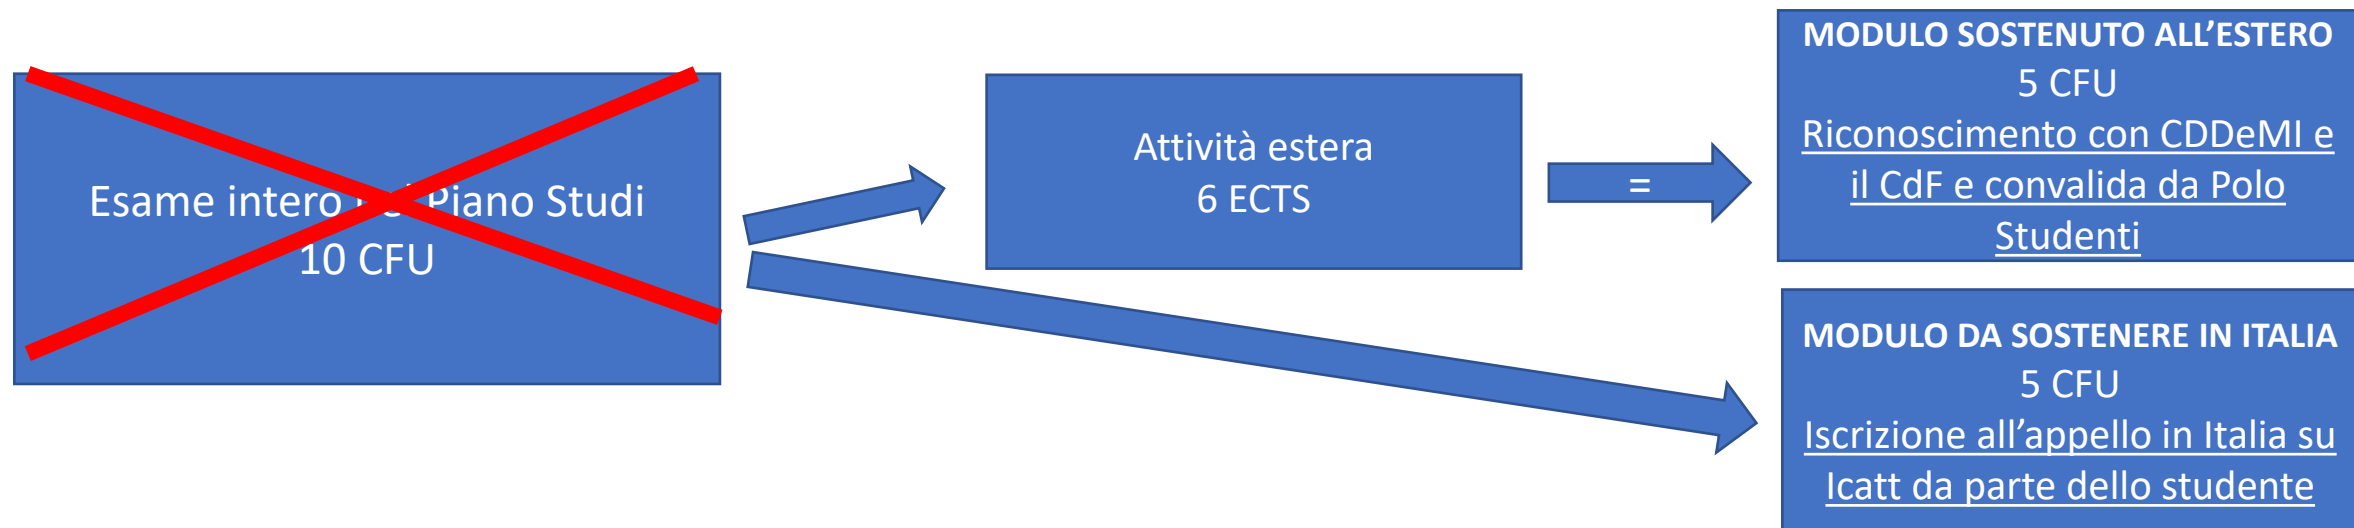 Esame intero Piano Studi
10 CFU
Attività estera
6 ECTS
=
MODULO SOSTENUTO ALL’ESTERO
5 CFU
Riconoscimento con CDDeMI e
il CdF e convalida da Polo
Studenti
MODULO DA SOSTENERE IN ITALIA
5 CFU
Iscrizione all’appello in Italia su
Icatt da parte dello studente